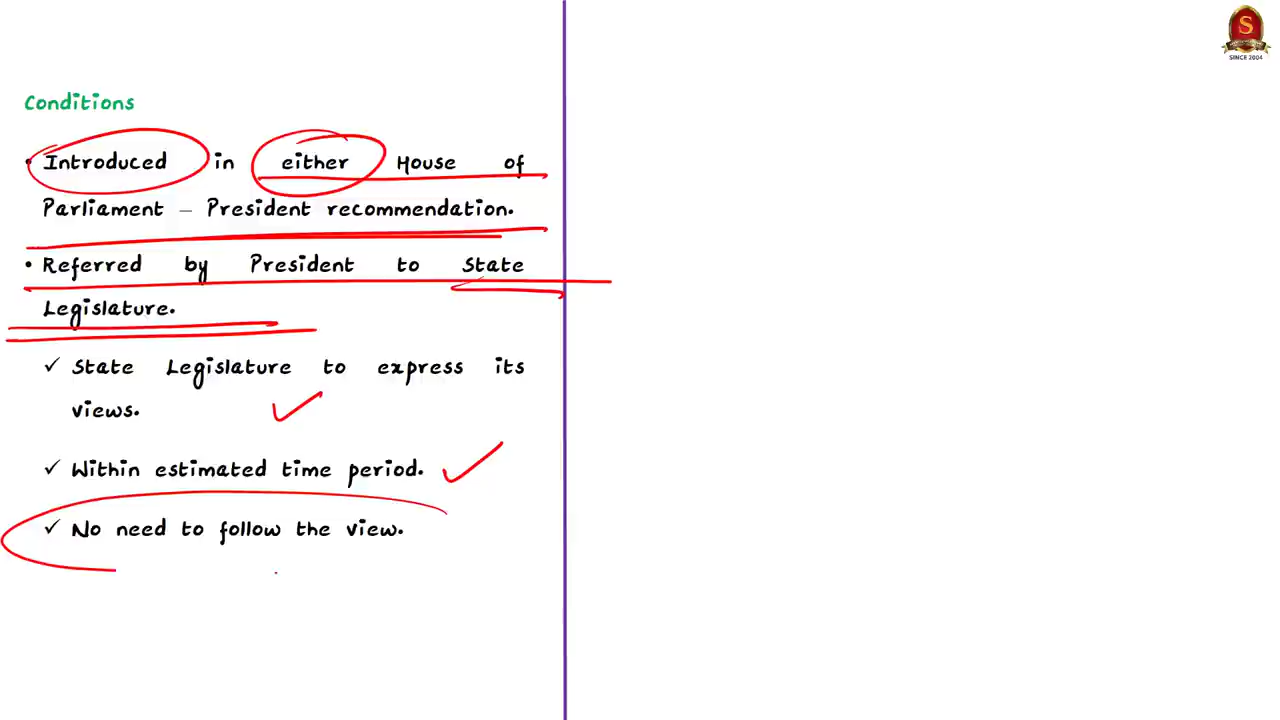 Conditions
• Introduced in either House of
Parliament – President recommendation.
• Referred by President to State
Legislature.
✓ State Legislature to express its
views.
✓ Within estimated time period.
✓ No need to follow the view.
S
SINCE 2004